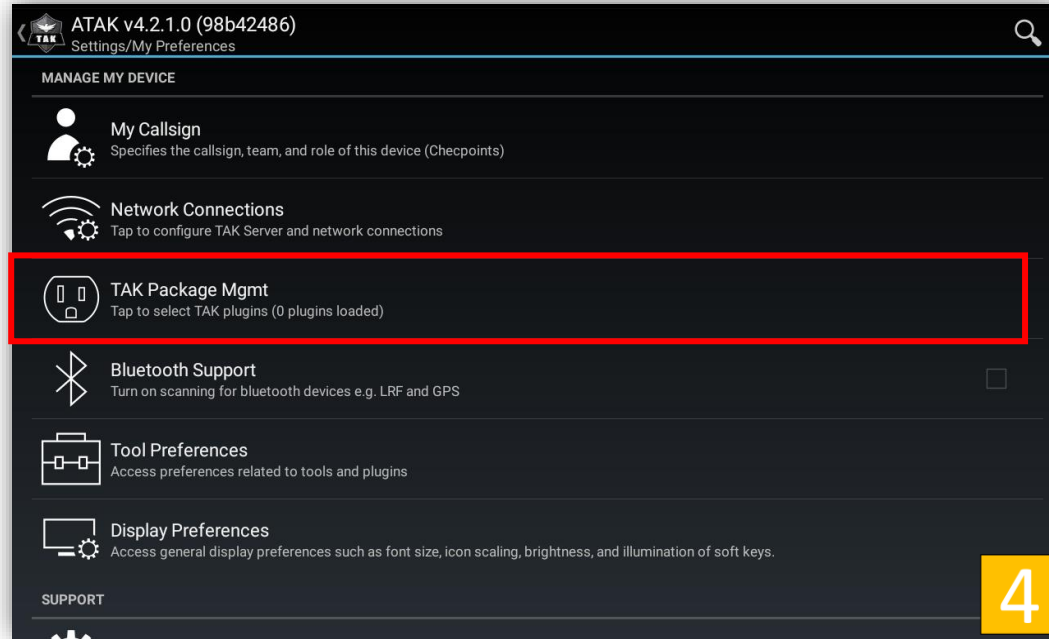 ATAK v4.2.1.0 (98b42486)
TAK
Settings/My Preferences
MANAGE MY DEVICE
My Callsign
Specifies the callsign, team, and role of this device (Checpoints)
Network Connections
Tap to configure TAK Server and network connections
TAK Package Mgmt
Tap to select TAK plugins (0 plugins loaded)
Bluetooth Support
Turn on scanning for bluetooth devices e.g. LRF and GPS
Tool Preferences
Access preferences related to tools and plugins
Display Preferences
Access general display preferences such as font size, icon scaling, brightness, and illumination of soft keys.
SUPPORT
4